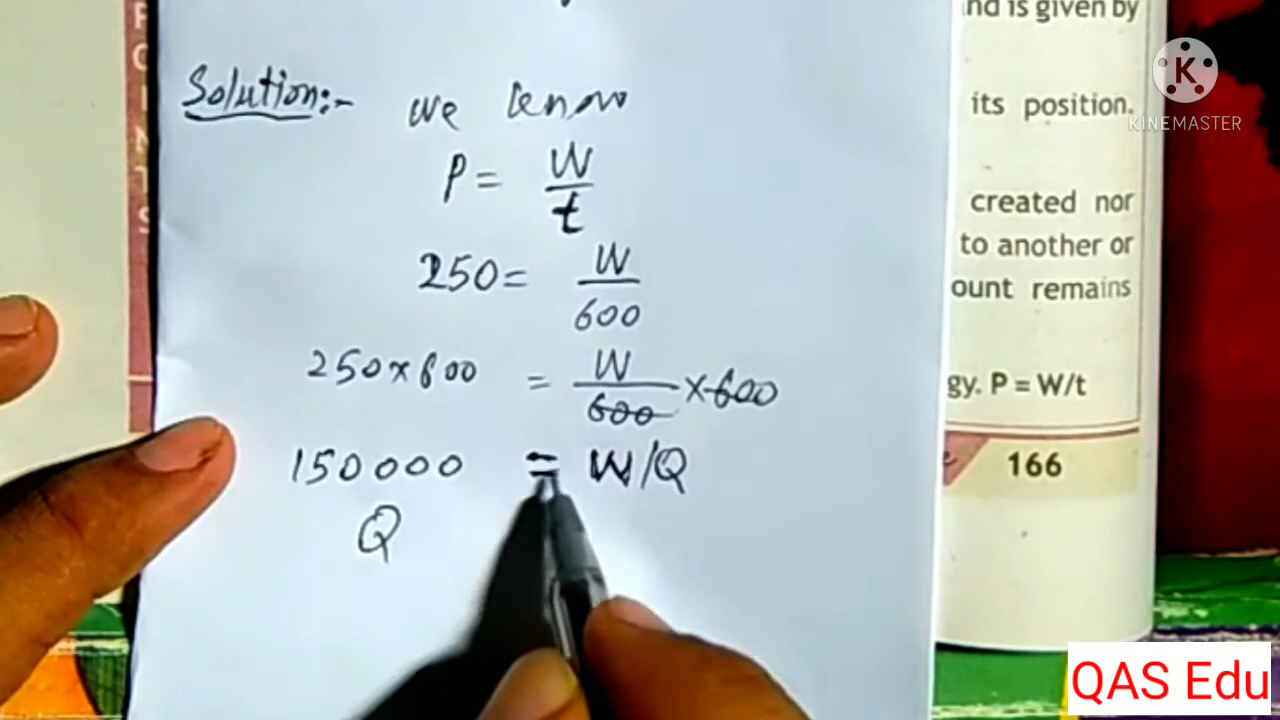 Solution:- we know
P = W/t
250 = W/600
250×600 = W/600 ×600
150000 = W/Q
Q
nd is given by
its position.
created nor
to another or
ount remains
gy. P = W/t
166
POINTS
K
KINEMASTER
QAS Edu